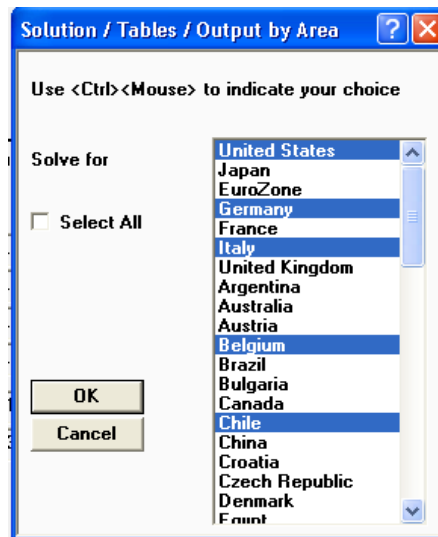 Solution / Tables / Output by Area
Use <Ctrl><Mouse> to indicate your choice
Solve for
Select All
OK
Cancel
United States
Japan
EuroZone
Germany
France
Italy
United Kingdom
Argentina
Australia
Austria
Belgium
Brazil
Bulgaria
Canada
Chile
China
Croatia
Czech Republic
Denmark
Egypt